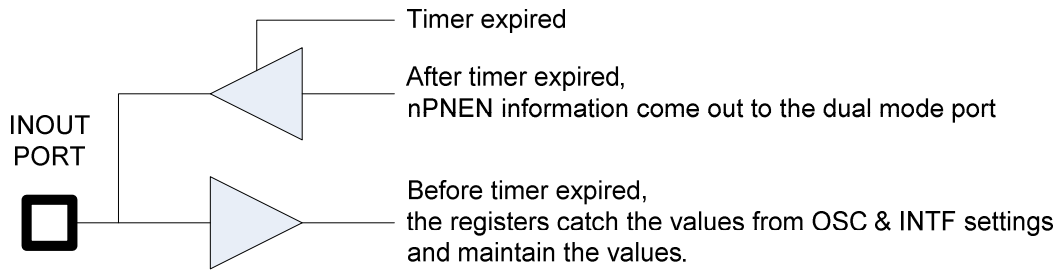 Timer expired
After timer expired,
nPNEN information come out to the dual mode port
INOUT
PORT
Before timer expired,
the registers catch the values from OSC & INTF settings
and maintain the values.